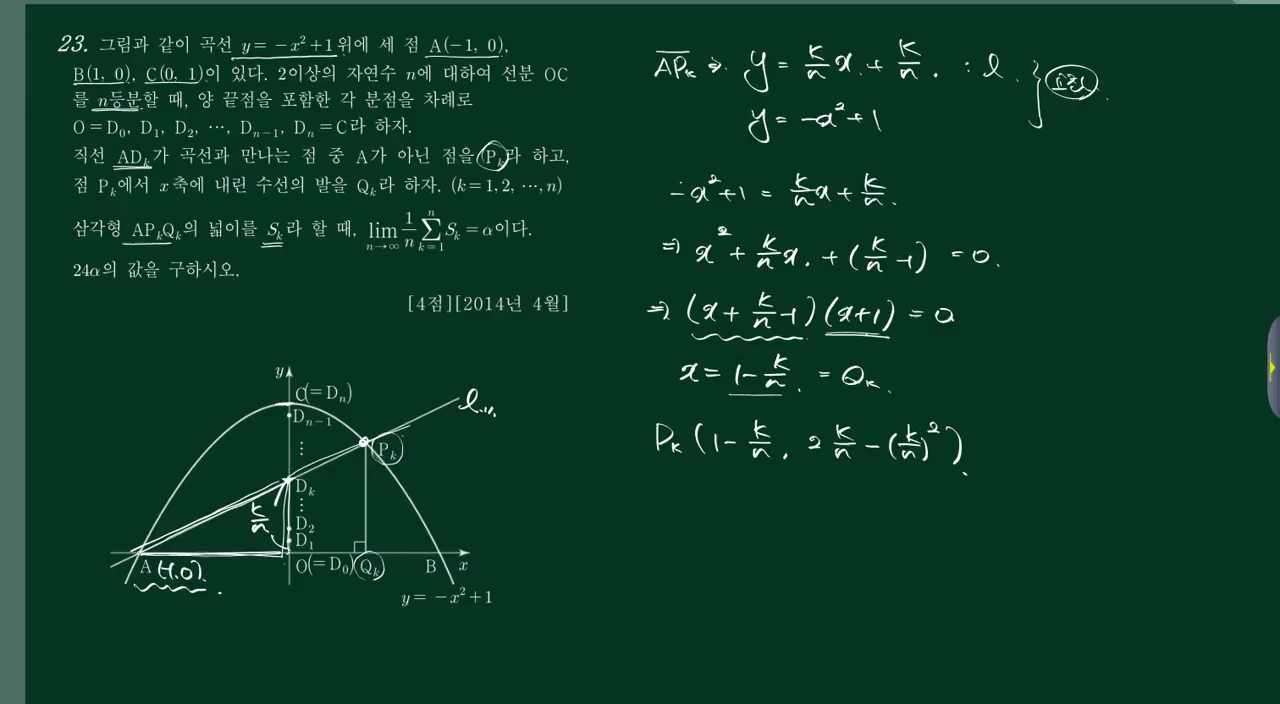 23. 그림과 같이 곡선 y = −x²+1 위에 세 점 A(−1, 0),
B(1, 0), C(0, 1)이 있다. 2이상의 자연수 n에 대하여 선분 OC
를 n등분할 때, 양 끝점을 포함한 각 분점을 차례로
O=D₀, D₁, D₂, ⋯, Dₙ₋₁, Dₙ=C라 하자.
직선 ADₖ가 곡선과 만나는 점 중 A가 아닌 점을 Pₖ라 하고,
점 Pₖ에서 x축에 내린 수선의 발을 Qₖ라 하자. (k=1, 2, ⋯, n)
삼각형 APₖQₖ의 넓이를 Sₖ라 할 때, lim_{n→∞} 1/n ∑_{k=1}^{n} Sₖ = α이다.
24α의 값을 구하시오.
[4점][2014년 4월]
y
C(=Dₙ)
Dₙ₋₁
⋮
Pₖ
Dₖ
⋮
D₂
D₁
k/n
l
A (-1,0)
O(=D₀)
Qₖ
B
x
y = −x²+1
APₖ ⇒ y = k/n x + k/n . : l
y = -x²+1
-x²+1 = k/n x + k/n.
⇒ x² + k/n x + (k/n -1) = 0.
⇒ (x + k/n -1)(x+1) = 0
x = 1 - k/n. = Qₖ.
Pₖ (1 - k/n, 2 k/n - (k/n)²).